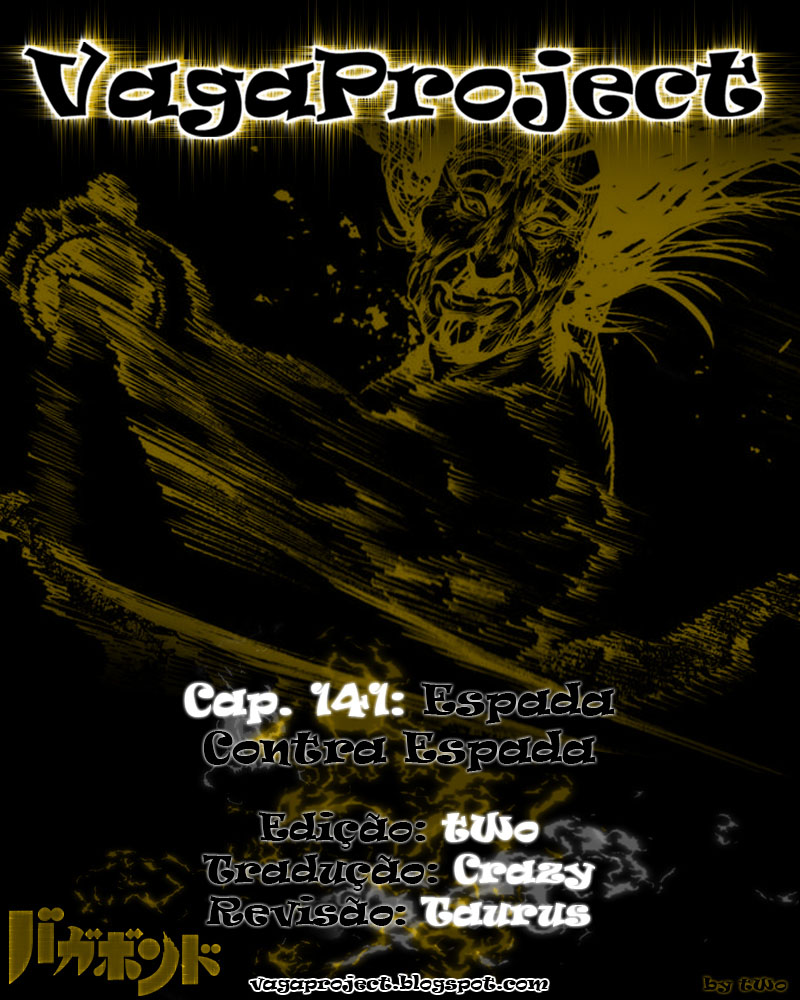 VagaProject
Cap. 141: Espada
Contra Espada
Edição: tWo
Tradução: Crazy
Revisão: Taurus
バガボンド
vagaproject.blogspot.com
by tWo